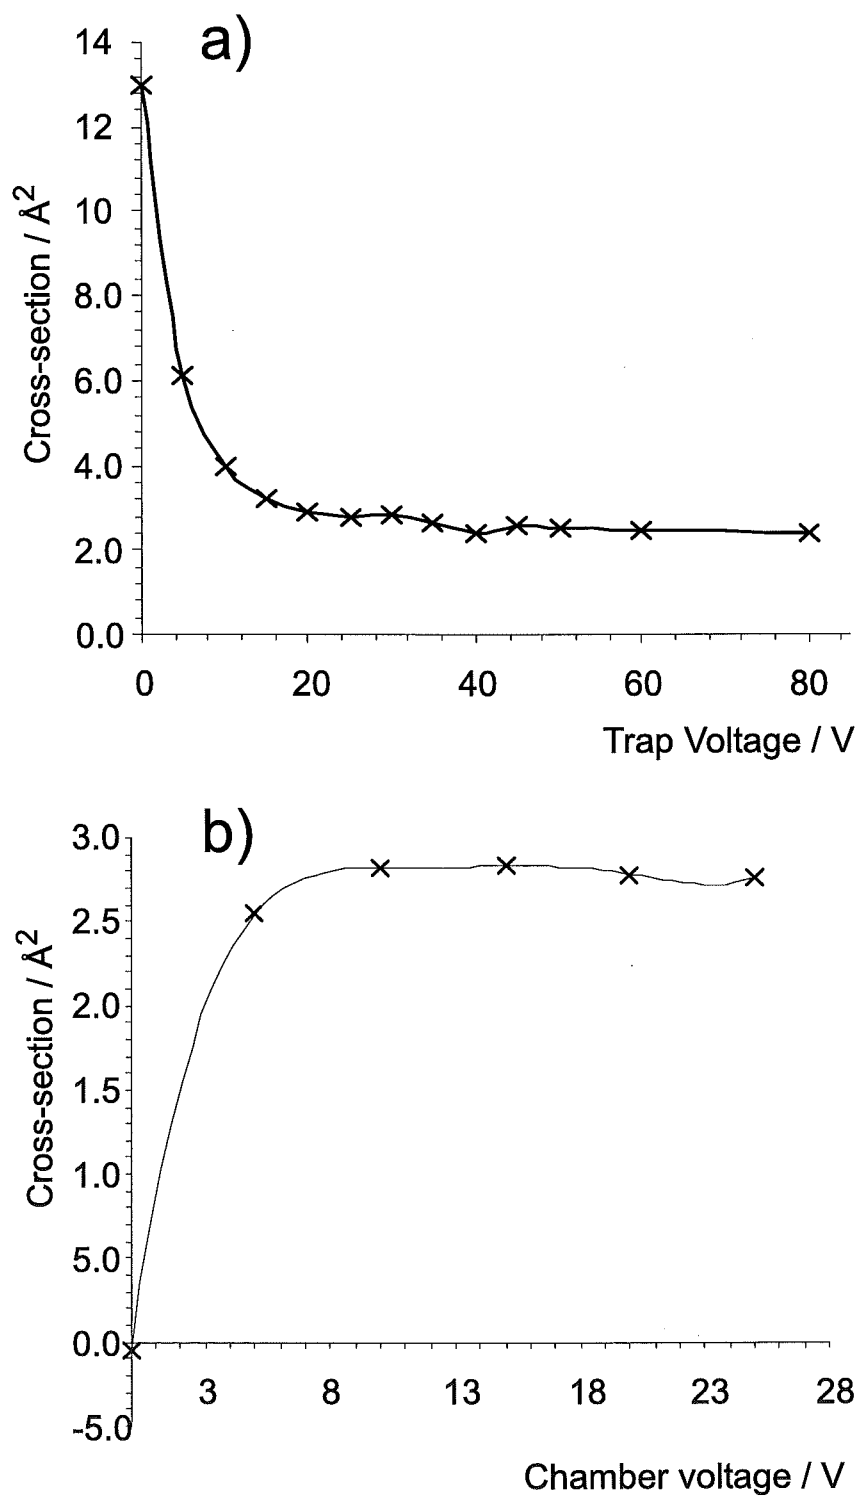 a)
14
12
10
8.0
6.0
4.0
2.0
0.0
Cross-section / Å²
0 20 40 60 80
Trap Voltage / V
b)
3.0
2.5
2.0
1.5
1.0
5.0
0.0
-5.0
Cross-section / Å²
3 8 13 18 23 28
Chamber voltage / V